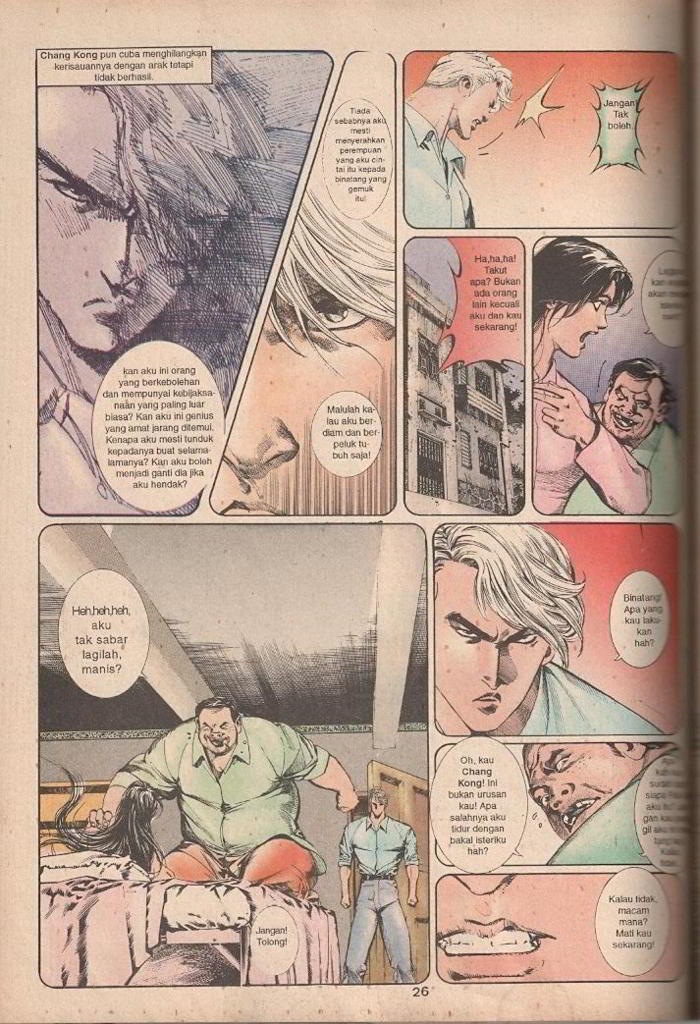 Chang Kong pun cuba menghilangkan
kerisauannya dengan arak tetapi
tidak berhasil.
kan aku ini orang
yang berkebolehan
dan mempunyai kebijaksa-
naan yang paling luar
biasa? Kan aku ini genius
yang amat jarang ditemui.
Kenapa aku mesti tunduk
kepadanya buat selama-
lamanya? Kan aku boleh
menjadi ganti dia jika
aku hendak?
Tiada
sebabnya aku
mesti
menyerahkan
perempuan
yang aku cin-
tai itu kepada
binatang yang
gemuk
itu!
Malulah ka-
lau aku ber-
diam dan ber-
peluk tu-
buh saja!
Jangan!
Tak
boleh.
Ha,ha,ha!
Takut
apa? Bukan
ada orang
lain kecuali
aku dan kau
sekarang!
Heh,heh,heh,
aku
tak sabar
lagilah,
manis?
Jangan!
Tolong!
Binatang!
Apa yang
kau laku-
kan
hah?
Oh, kau
Chang
Kong! Ini
bukan urusan
kau! Apa
salahnya aku
tidur dengan
bakal isteriku
hah?
Kalau tidak,
macam
mana?
Mati kau
sekarang!
26